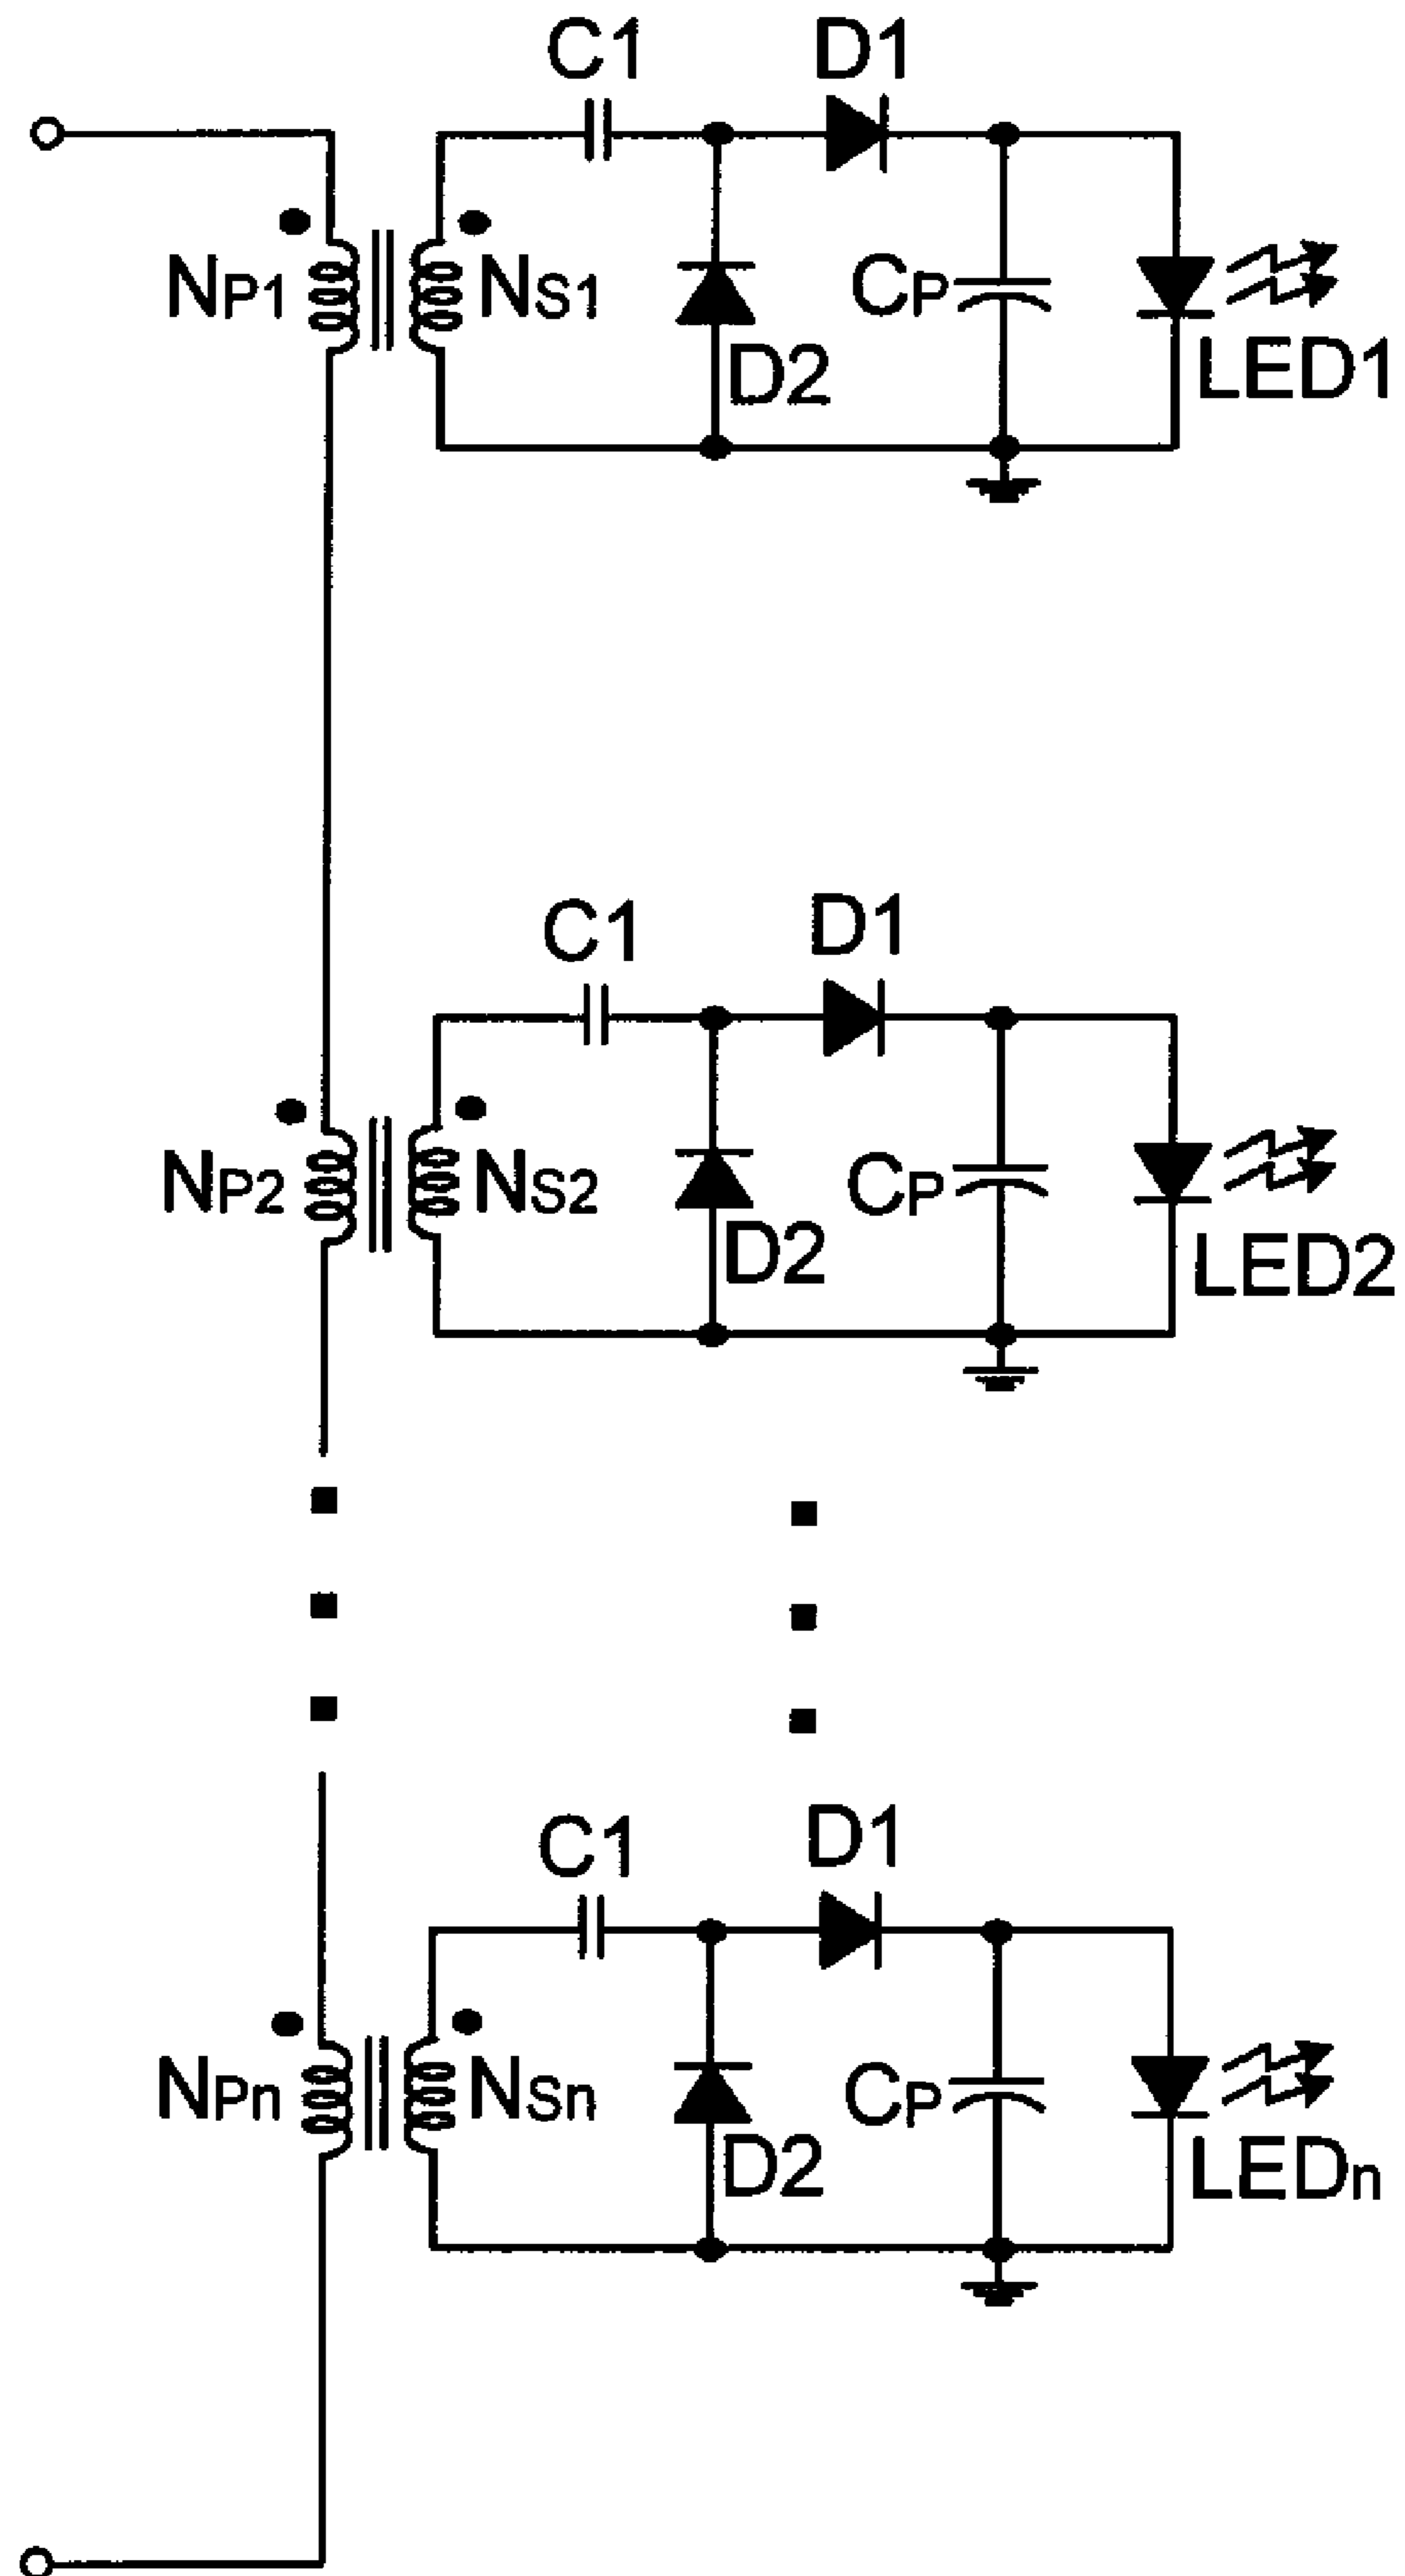 C1 D1
NP1 NS1 CP
D2 LED1
C1 D1
NP2 NS2 CP
D2 LED2
C1 D1
NPn NSn CP
D2 LEDn